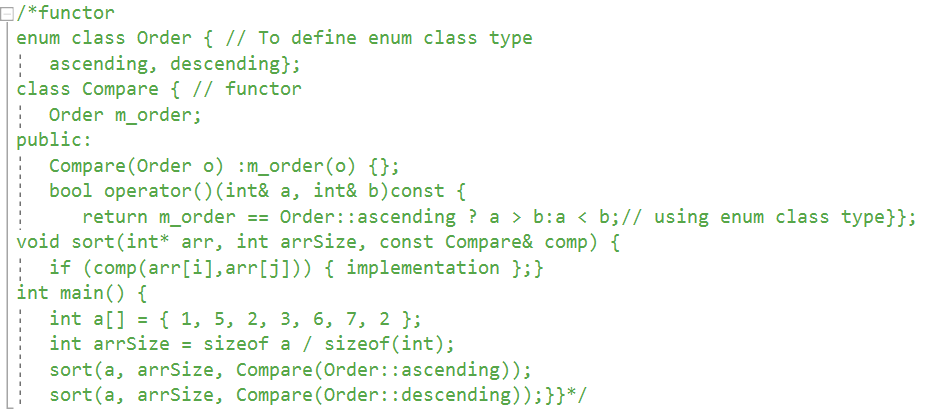 /*functor
enum class Order { // To define enum class type
ascending, descending};
class Compare { // functor
Order m_order;
public:
Compare(Order o) :m_order(o) {};
bool operator()(int& a, int& b)const {
return m_order == Order::ascending ? a > b:a < b;// using enum class type}};
void sort(int* arr, int arrSize, const Compare& comp) {
if (comp(arr[i],arr[j])) { implementation };}
int main() {
int a[] = { 1, 5, 2, 3, 6, 7, 2 };
int arrSize = sizeof a / sizeof(int);
sort(a, arrSize, Compare(Order::ascending));
sort(a, arrSize, Compare(Order::descending));}}*/